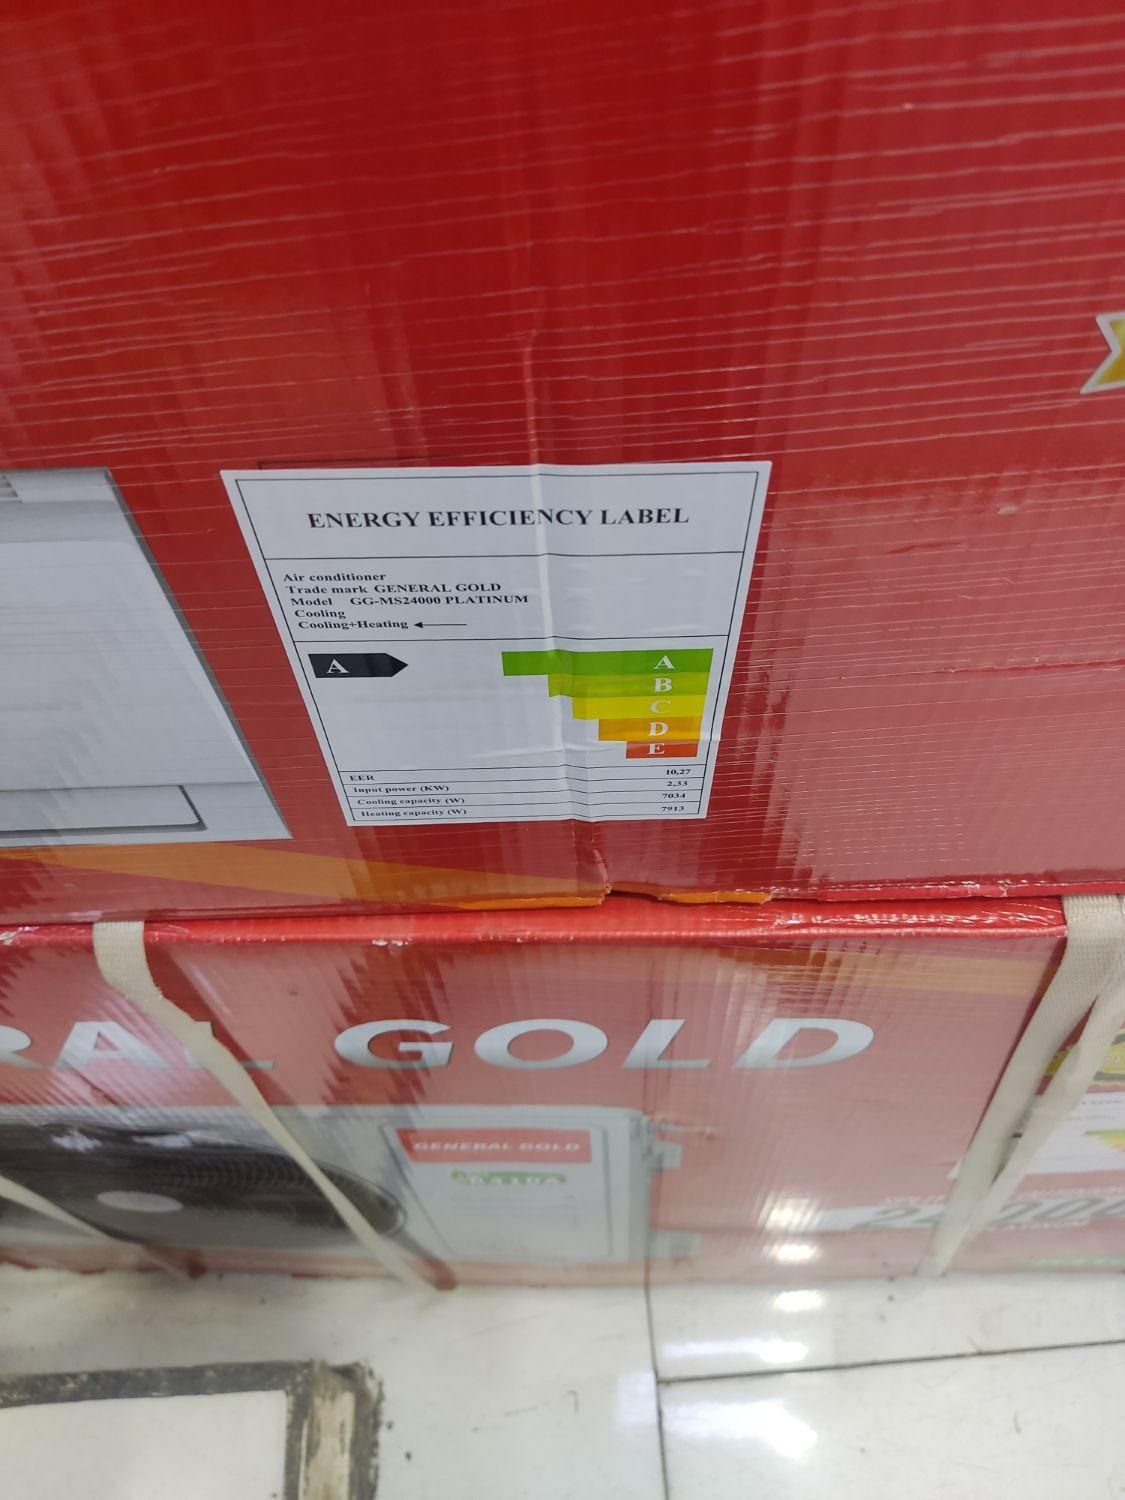 ENERGY EFFICIENCY LABEL
Air conditioner
Trade mark GENERAL GOLD
Model GG-MS24000 PLATINUM
Cooling
Cooling+Heating
A
A
B
C
D
E
EER 10,27
Input power (KW) 2,33
Cooling capacity (W) 7034
Heating capacity (W) 7913
RAL GOLD
GENERAL GOLD